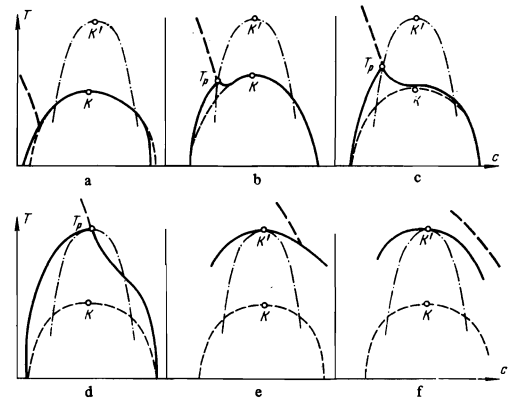 T K' K' K'
T_p T_p
K K K
c
a b c
T T_p K' K'
K K K
c
d e f